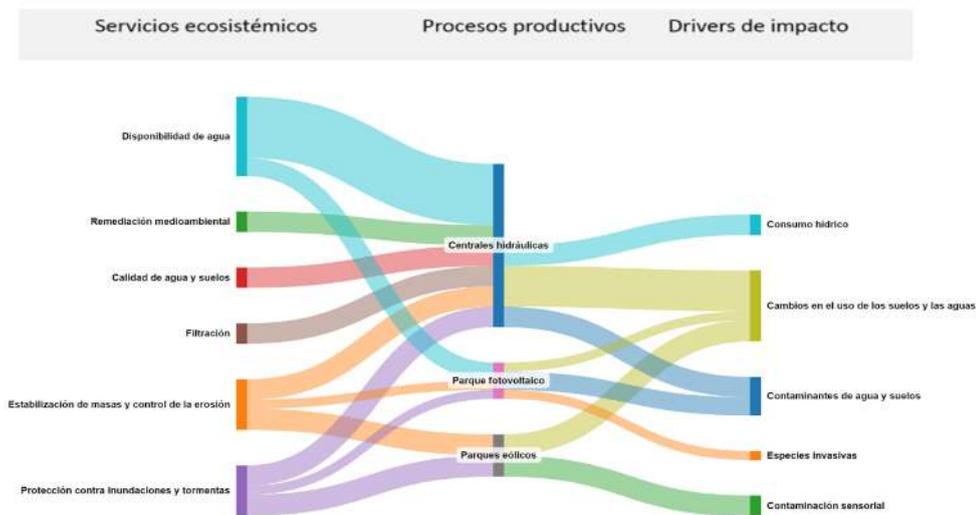 Servicios ecosistémicos
Procesos productivos
Drivers de impacto
Disponibilidad de agua
Remediación medioambiental
Calidad de agua y suelos
Filtración
Estabilización de masas y control de la erosión
Protección contra inundaciones y tormentas
Centrales hidráulicas
Parque fotovoltaico
Parques eólicos
Consumo hídrico
Cambios en el uso de los suelos y las aguas
Contaminantes de agua y suelos
Especies invasivas
Contaminación sensorial